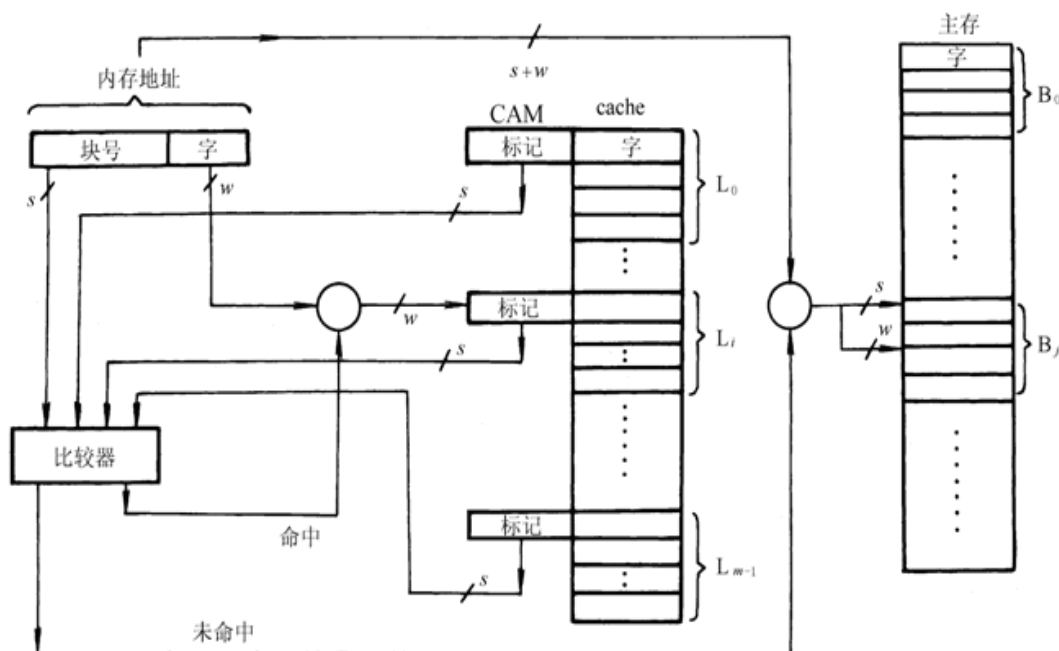 主存
内存地址
s+w
字
B₀
CAM
cache
块号
字
标记
字
s
w
s
L₀
w
标记
s
w
Lᵢ
Bⱼ
s
比较器
命中
标记
s
Lₘ₋₁
未命中